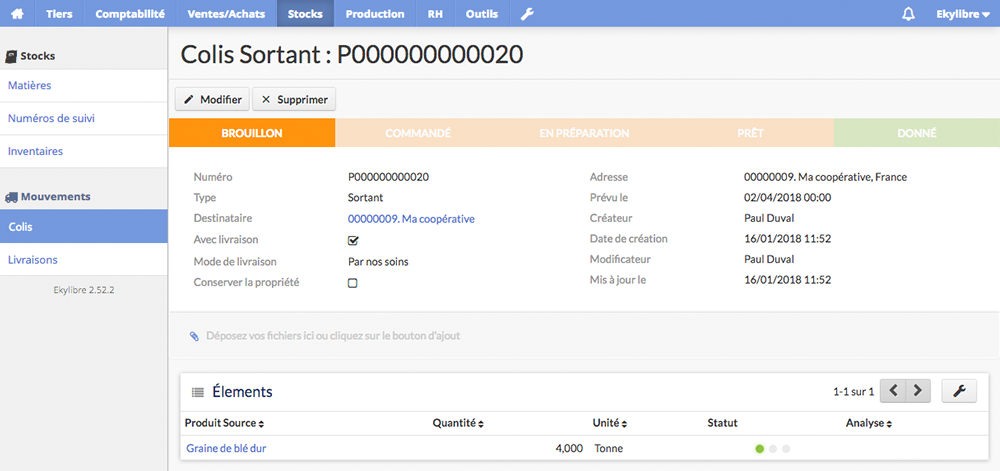 Tiers Comptabilité Ventes/Achats Stocks Production RH Outils Ekylibre
Stocks
Matières
Numéros de suivi
Inventaires
Mouvements
Colis
Livraisons
Ekylibre 2.52.2
Colis Sortant : P000000000020
Modifier Supprimer
BROUILLON COMMANDÉ EN PRÉPARATION PRÊT DONNÉ
Numéro P000000000020
Type Sortant
Destinataire 00000009. Ma coopérative
Avec livraison
Mode de livraison Par nos soins
Conserver la propriété
Adresse 00000009. Ma coopérative, France
Prévu le 02/04/2018 00:00
Créateur Paul Duval
Date de création 16/01/2018 11:52
Modificateur Paul Duval
Mis à jour le 16/01/2018 11:52
Déposez vos fichiers ici ou cliquez sur le bouton d'ajout
Élements 1-1 sur 1
Produit Source Quantité Unité Statut Analyse
Graine de blé dur 4,000 Tonne